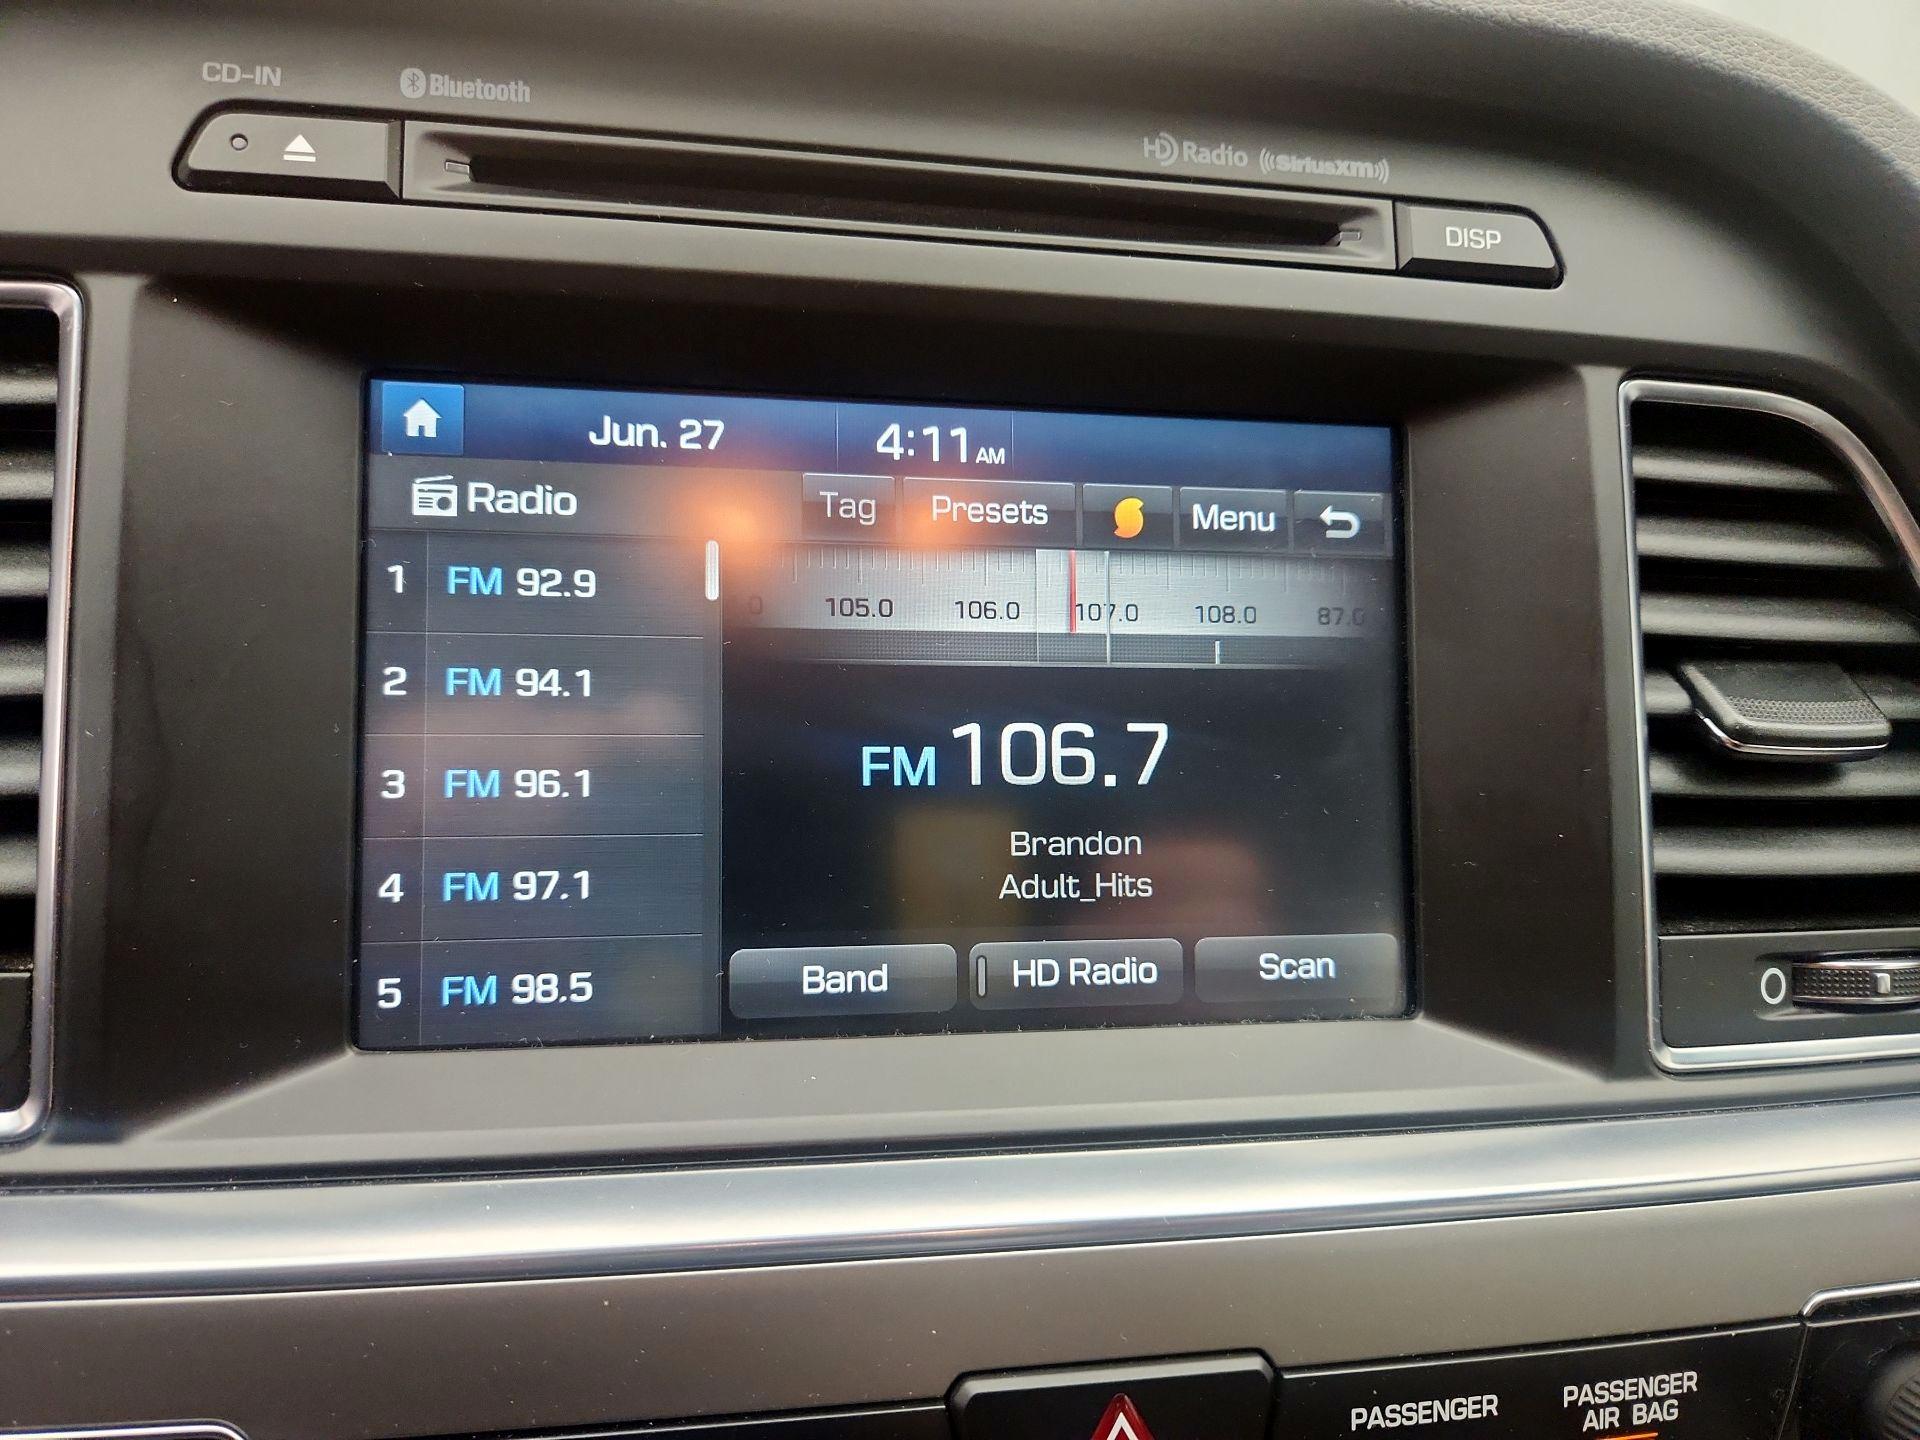 CD-IN
Bluetooth
HD Radio ((SiriusXM))
DISP
Jun. 27 4:11 AM
Radio Tag Presets Menu
105.0 106.0 107.0 108.0 87.0
1 FM 92.9
2 FM 94.1
3 FM 96.1
4 FM 97.1
5 FM 98.5
FM 106.7
Brandon
Adult_Hits
Band HD Radio Scan
PASSENGER
PASSENGER
AIR BAG